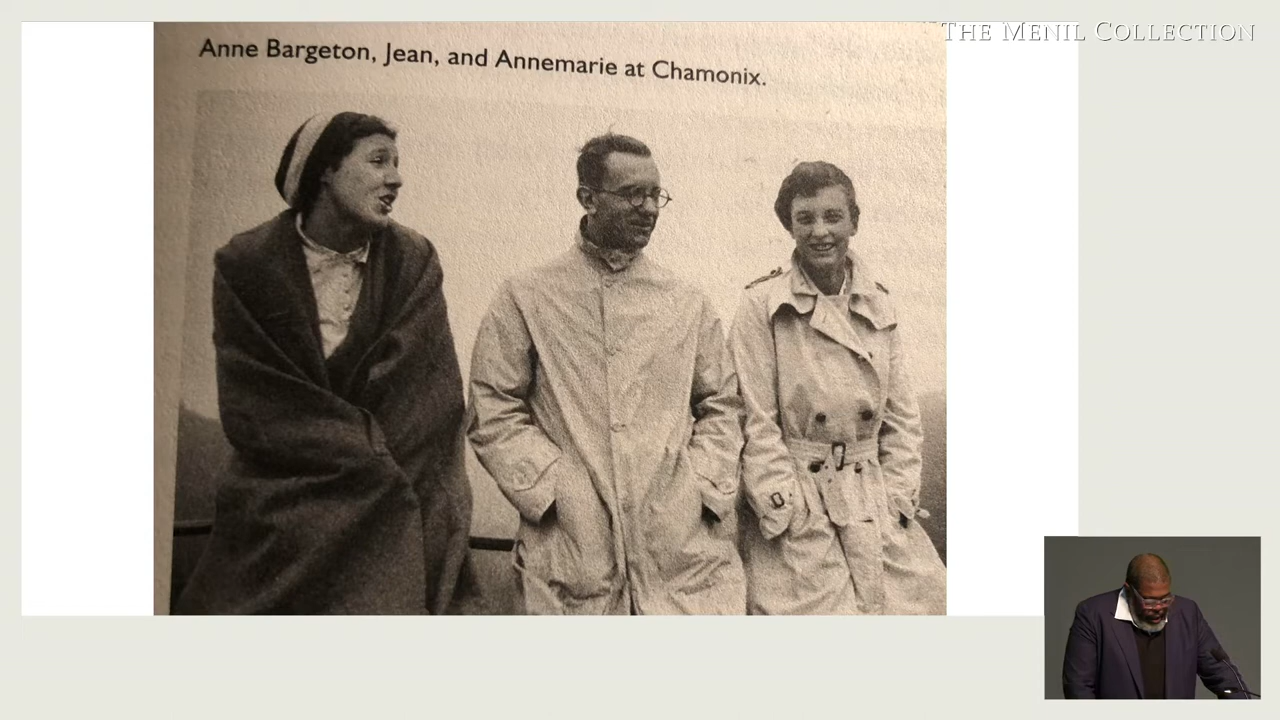 THE MENIL COLLECTION
Anne Bargeton, Jean, and Annemarie at Chamonix.